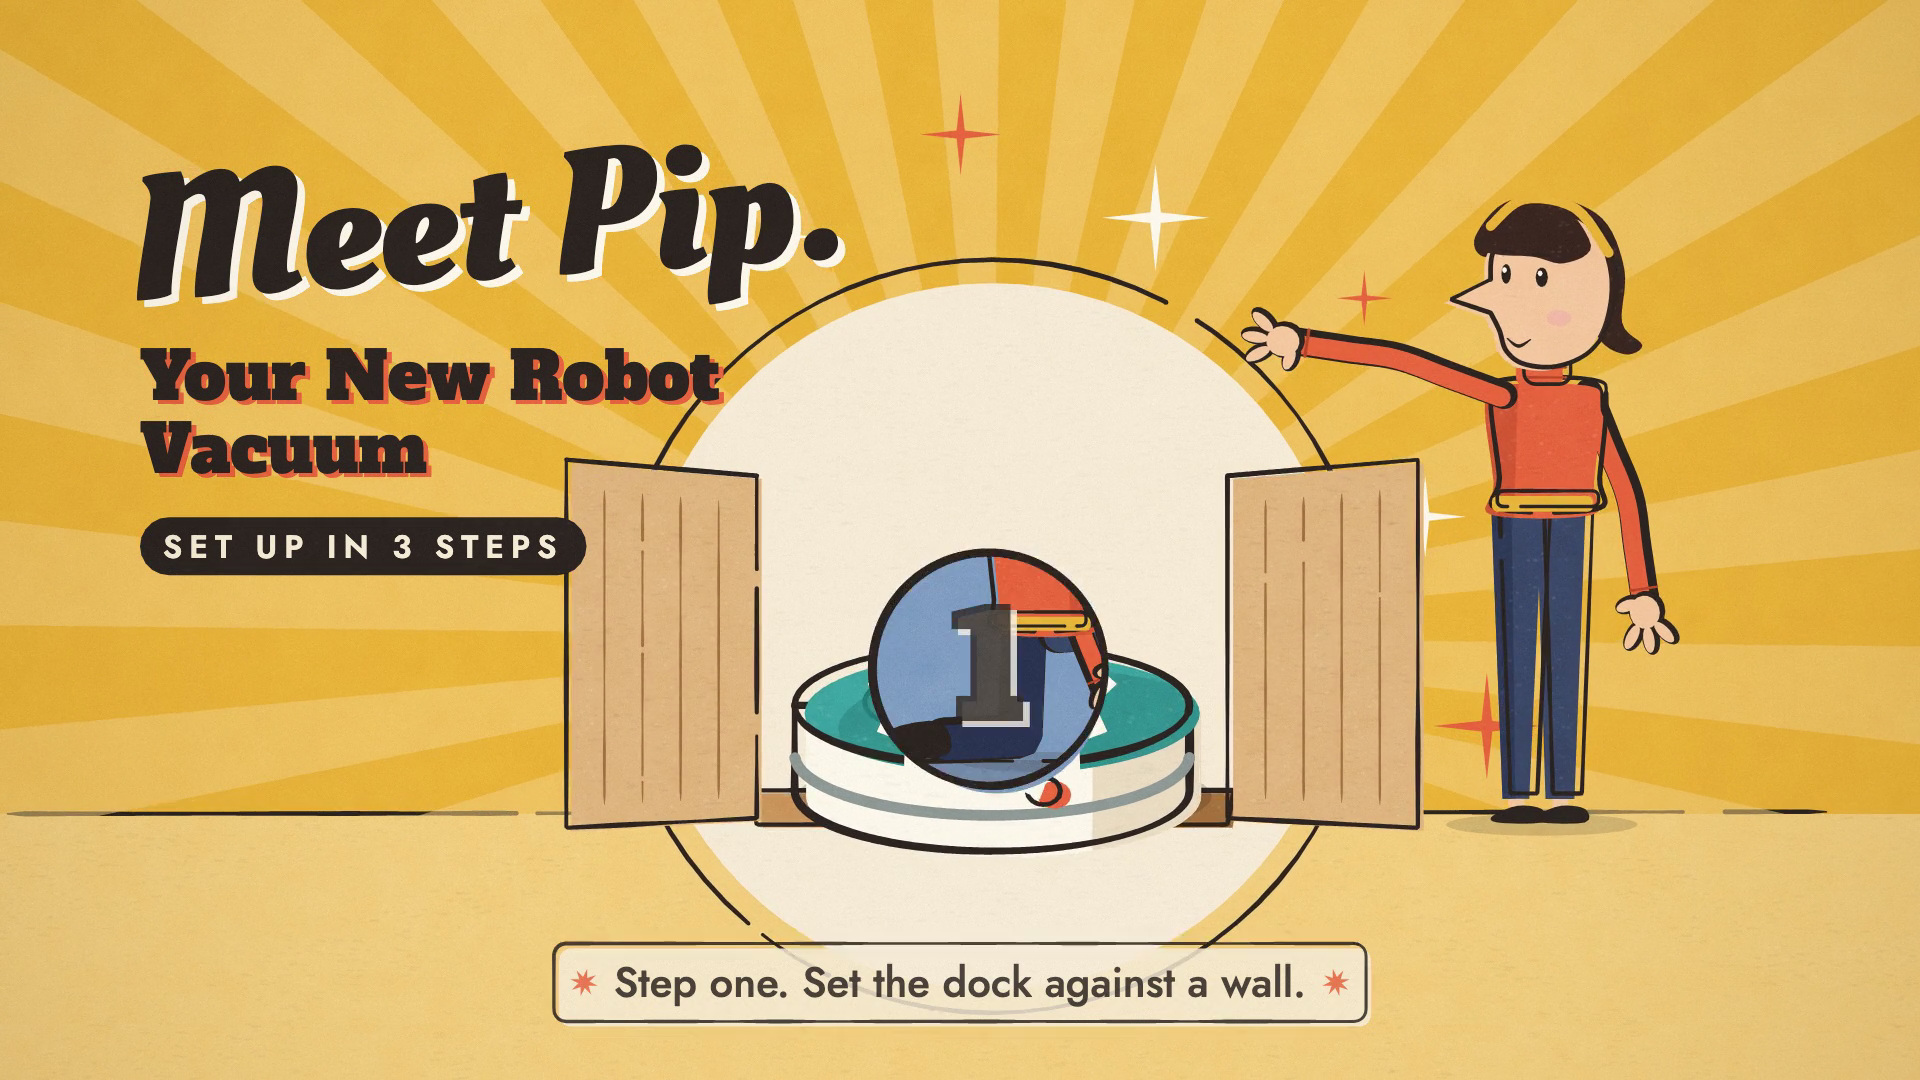 Meet Pip.
Your New Robot
Vacuum
SET UP IN 3 STEPS
1
Step one. Set the dock against a wall.